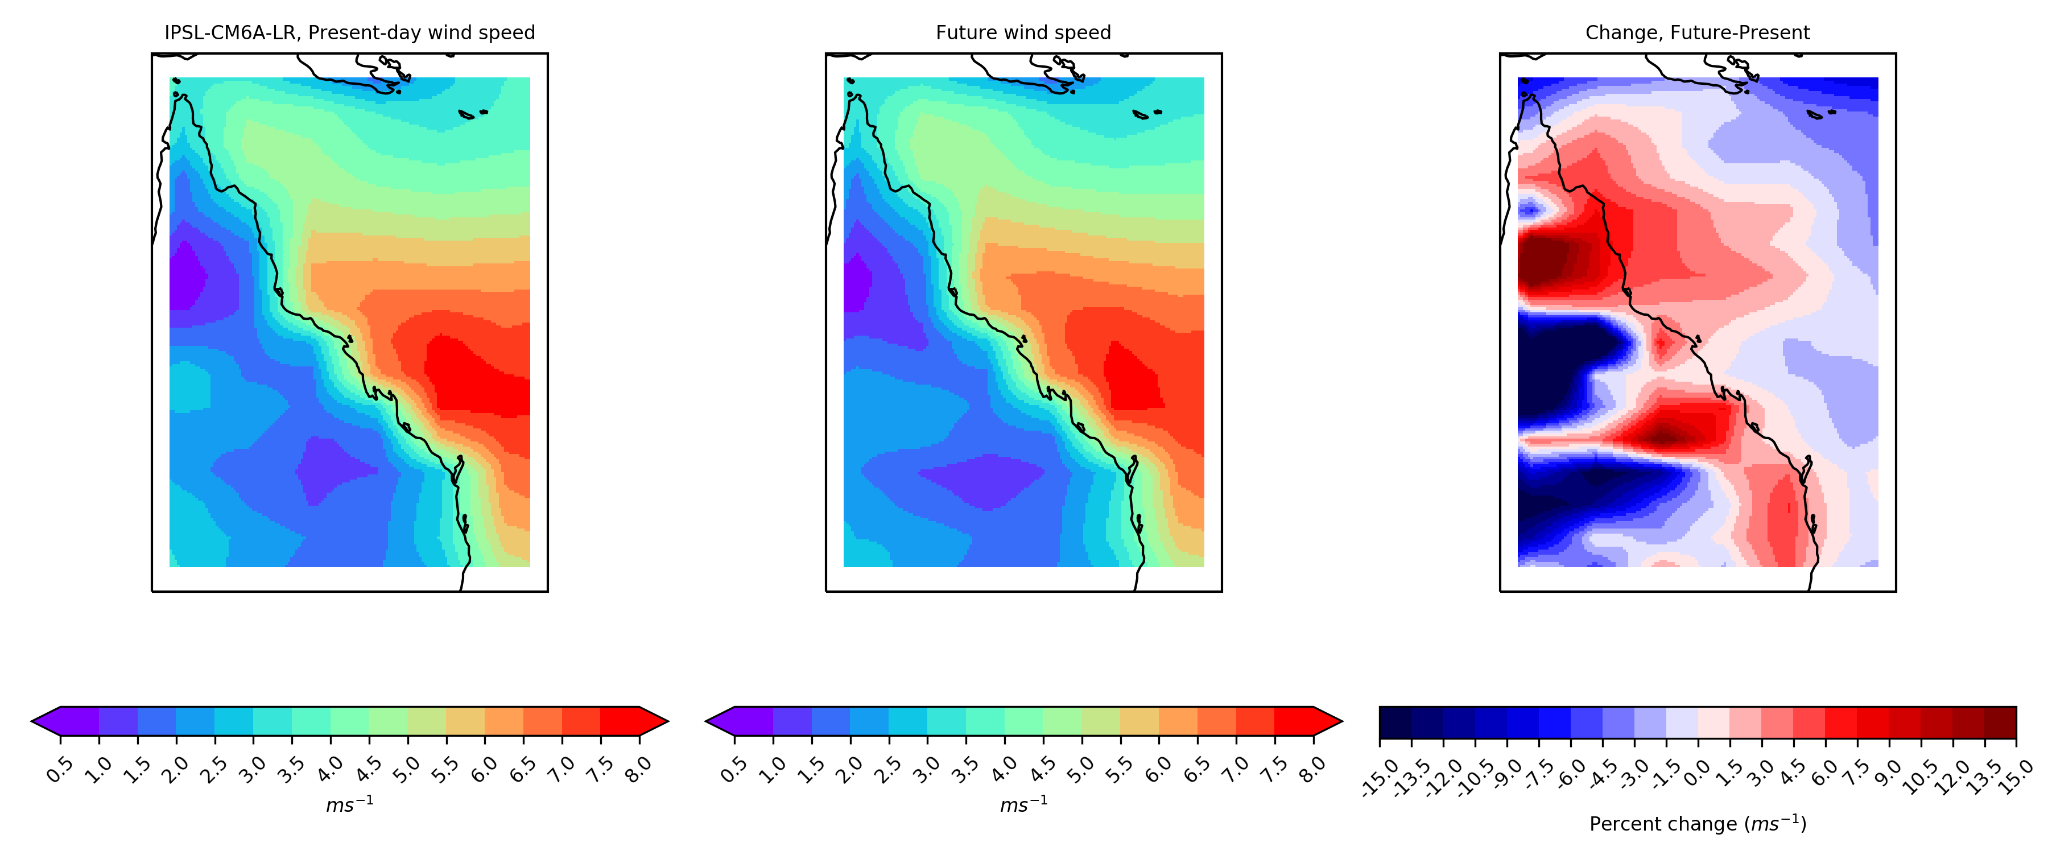 IPSL-CM6A-LR, Present-day wind speed
Future wind speed
Change, Future-Present
0.5 1.0 1.5 2.0 2.5 3.0 3.5 4.0 4.5 5.0 5.5 6.0 6.5 7.0 7.5 8.0
ms⁻¹
0.5 1.0 1.5 2.0 2.5 3.0 3.5 4.0 4.5 5.0 5.5 6.0 6.5 7.0 7.5 8.0
ms⁻¹
-15.0 -13.5 -12.0 -10.5 -9.0 -7.5 -6.0 -4.5 -3.0 -1.5 0.0 1.5 3.0 4.5 6.0 7.5 9.0 10.5 12.0 13.5 15.0
Percent change (ms⁻¹)